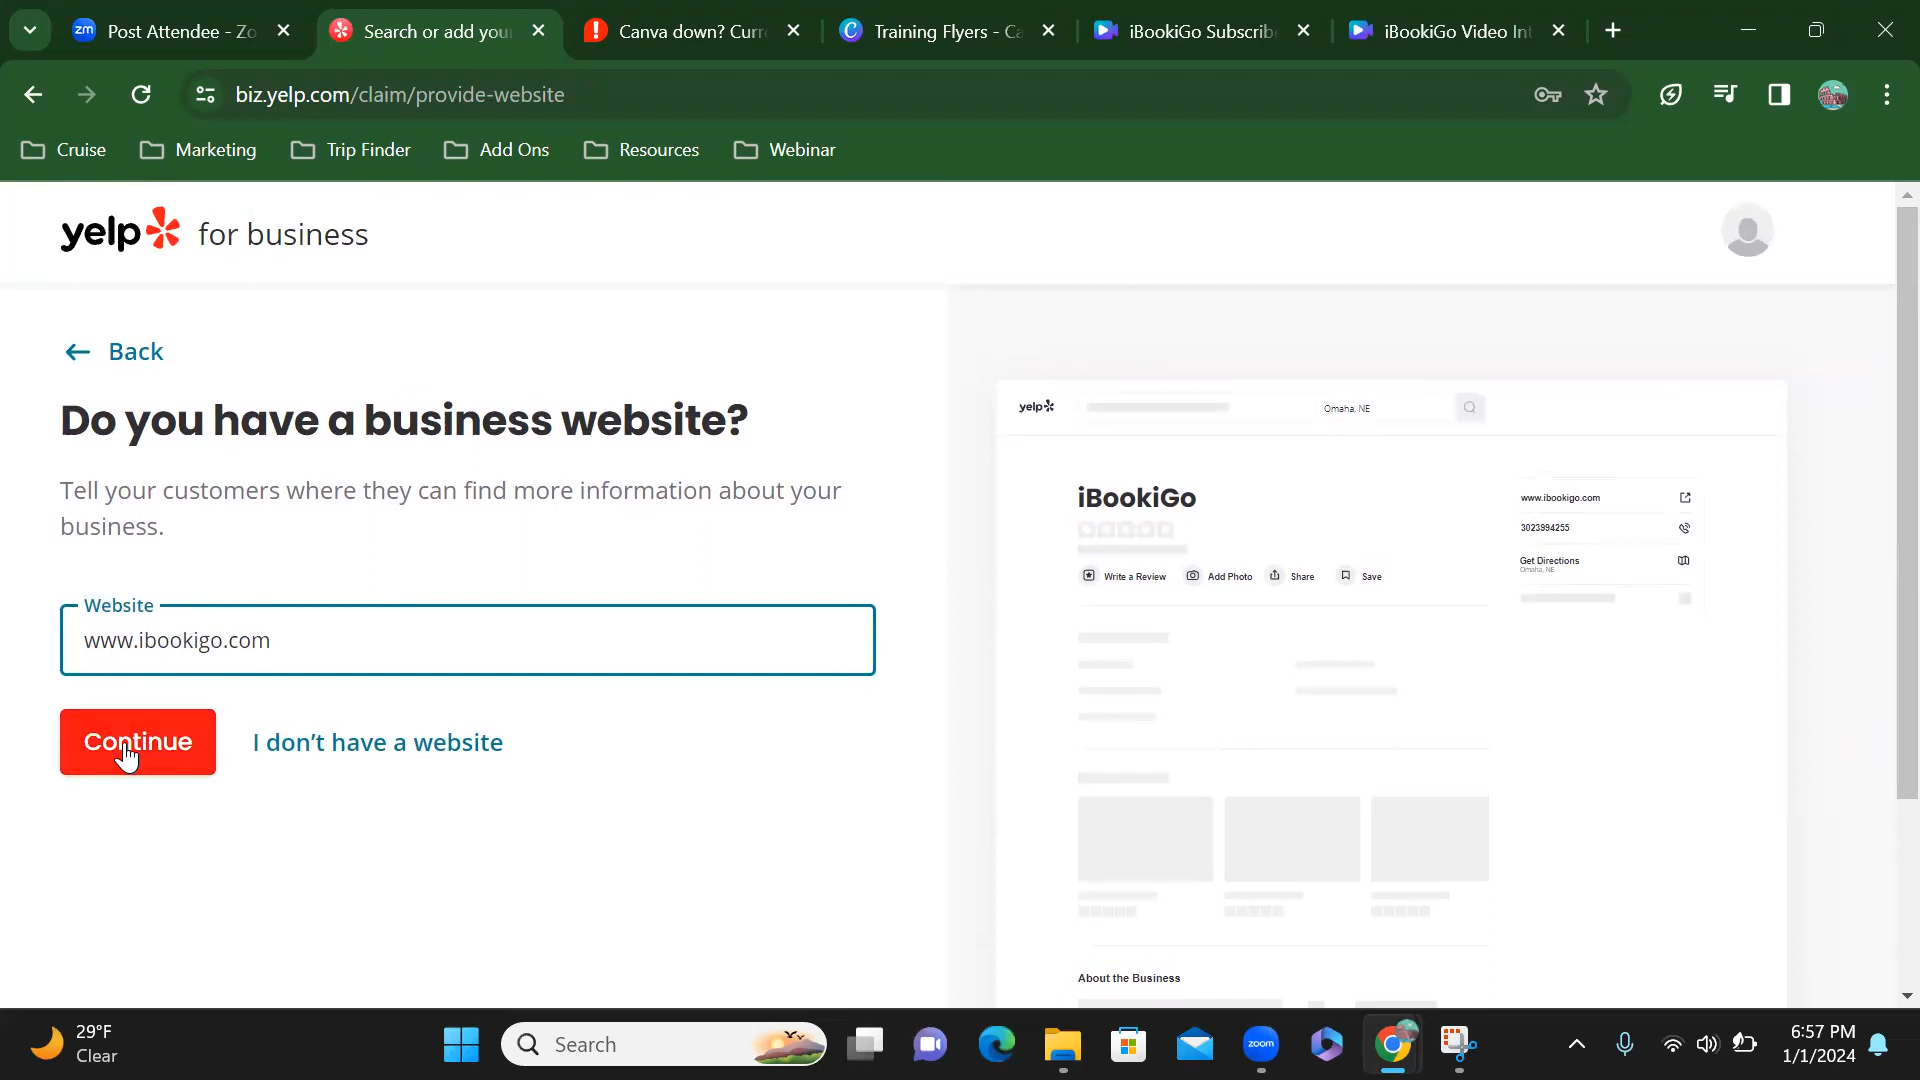 zm Post Attendee - Zo
Search or add you
Canva down? Curr
Training Flyers - Ca
iBookiGo Subscrib
iBookiGo Video Int
biz.yelp.com/claim/provide-website
Cruise
Marketing
Trip Finder
Add Ons
Resources
Webinar
yelp for business
Back
Do you have a business website?
Tell your customers where they can find more information about your
business.
Website
www.ibookigo.com
Continue
I don't have a website
yelp
Omaha, NE
iBookiGo
Write a Review
Add Photo
Share
Save
www.ibookigo.com
3023994255
Get Directions
Omaha, NE
About the Business
29°F
Clear
Search
zoom
6:57 PM
1/1/2024